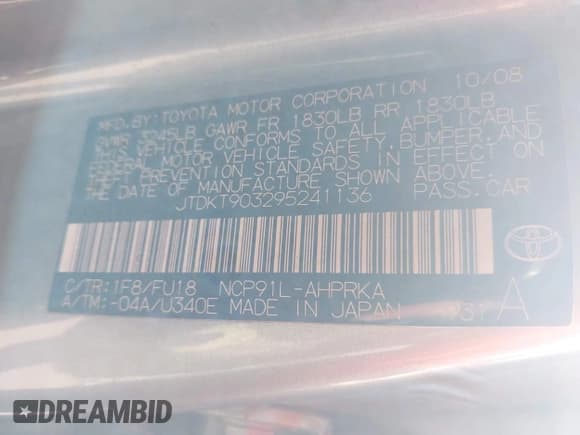 MFD.BY:TOYOTA MOTOR CORPORATION 10/08
GVWR 3045LB GAWR FR 1830LB RR 1830LB
THIS VEHICLE CONFORMS TO ALL APPLICABLE
FEDERAL MOTOR VEHICLE SAFETY,BUMPER,AND
THEFT PREVENTION STANDARDS IN EFFECT ON
THE DATE OF MANUFACTURE SHOWN ABOVE.
JTDKT903295241136 PASS.CAR
C/TR:1F8/FU18 NCP91L-AHPRKA
A/TM:-04A/U340E MADE IN JAPAN 31 A
DREAMBID